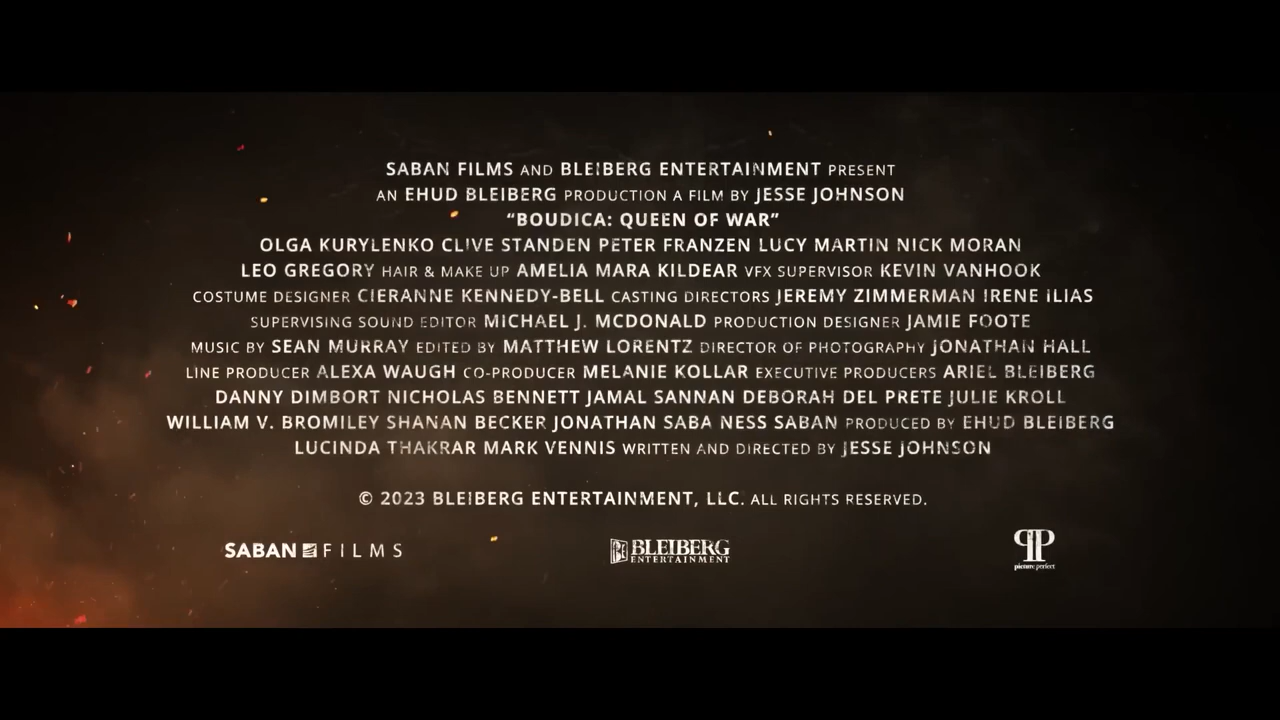 SABAN FILMS AND BLEIBERG ENTERTAINMENT PRESENT
AN EHUD BLEIBERG PRODUCTION A FILM BY JESSE JOHNSON
“BOUDICA: QUEEN OF WAR”
OLGA KURYLENKO CLIVE STANDEN PETER FRANZEN LUCY MARTIN NICK MORAN
LEO GREGORY HAIR & MAKE UP AMELIA MARA KILDEAR VFX SUPERVISOR KEVIN VANHOOK
COSTUME DESIGNER CIERANNE KENNEDY-BELL CASTING DIRECTORS JEREMY ZIMMERMAN IRENE ILIAS
SUPERVISING SOUND EDITOR MICHAEL J. MCDONALD PRODUCTION DESIGNER JAMIE FOOTE
MUSIC BY SEAN MURRAY EDITED BY MATTHEW LORENTZ DIRECTOR OF PHOTOGRAPHY JONATHAN HALL
LINE PRODUCER ALEXA WAUGH CO-PRODUCER MELANIE KOLLAR EXECUTIVE PRODUCERS ARIEL BLEIBERG
DANNY DIMBORT NICHOLAS BENNETT JAMAL SANNAN DEBORAH DEL PRETE JULIE KROLL
WILLIAM V. BROMILEY SHANAN BECKER JONATHAN SABA NESS SABAN PRODUCED BY EHUD BLEIBERG
LUCINDA THAKRAR MARK VENNIS WRITTEN AND DIRECTED BY JESSE JOHNSON
© 2023 BLEIBERG ENTERTAINMENT, LLC. ALL RIGHTS RESERVED.
SABAN FILMS
BLEIBERG
ENTERTAINMENT
PP
picture perfect